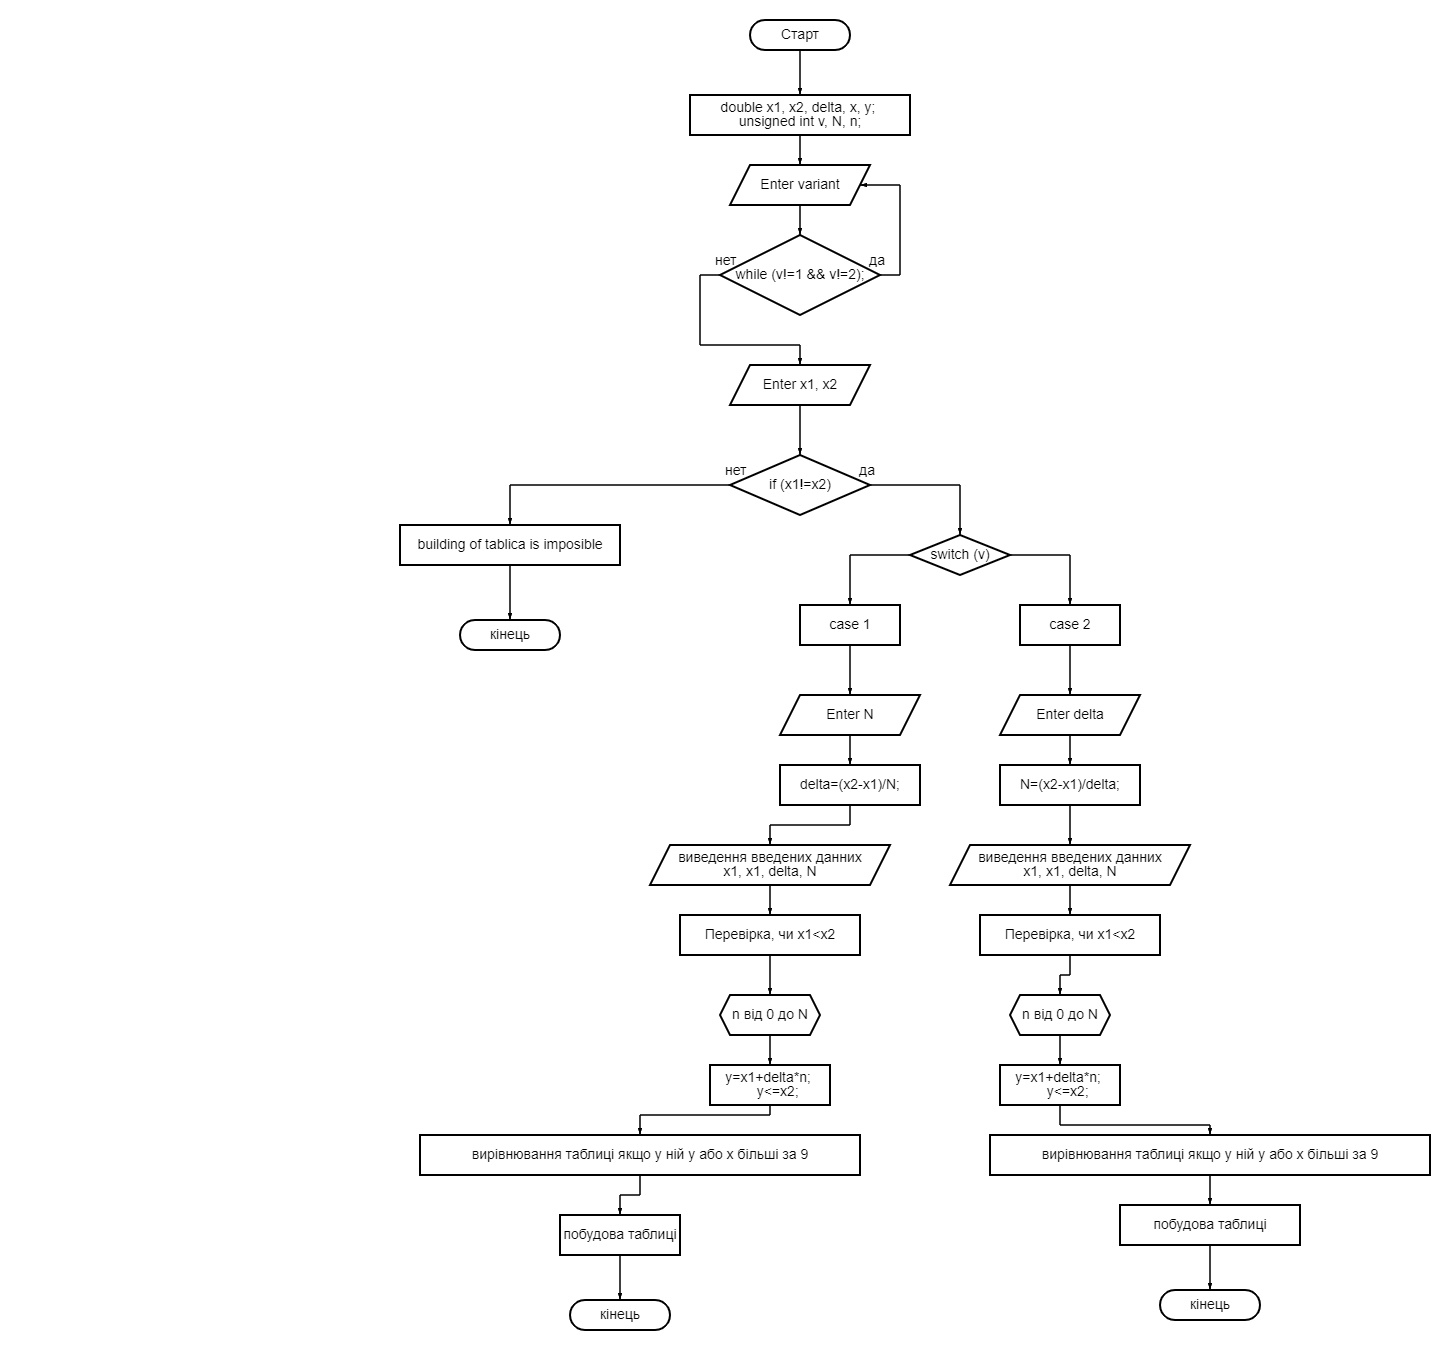 Старт
double x1, x2, delta, x, y;
unsigned int v, N, n;
Enter variant
нет
да
while (v!=1 && v!=2);
Enter x1, x2
нет
да
if (x1!=x2)
building of tablica is imposible
switch (v)
case 1
case 2
кінець
Enter N
Enter delta
delta=(x2-x1)/N;
N=(x2-x1)/delta;
виведення введених данних
x1, x1, delta, N
виведення введених данних
x1, x1, delta, N
Перевірка, чи x1<x2
Перевірка, чи x1<x2
n від 0 до N
n від 0 до N
y=x1+delta*n;
y<=x2;
y=x1+delta*n;
y<=x2;
вирівнювання таблиці якщо у ній у або х більші за 9
вирівнювання таблиці якщо у ній у або х більші за 9
побудова таблиці
побудова таблиці
кінець
кінець